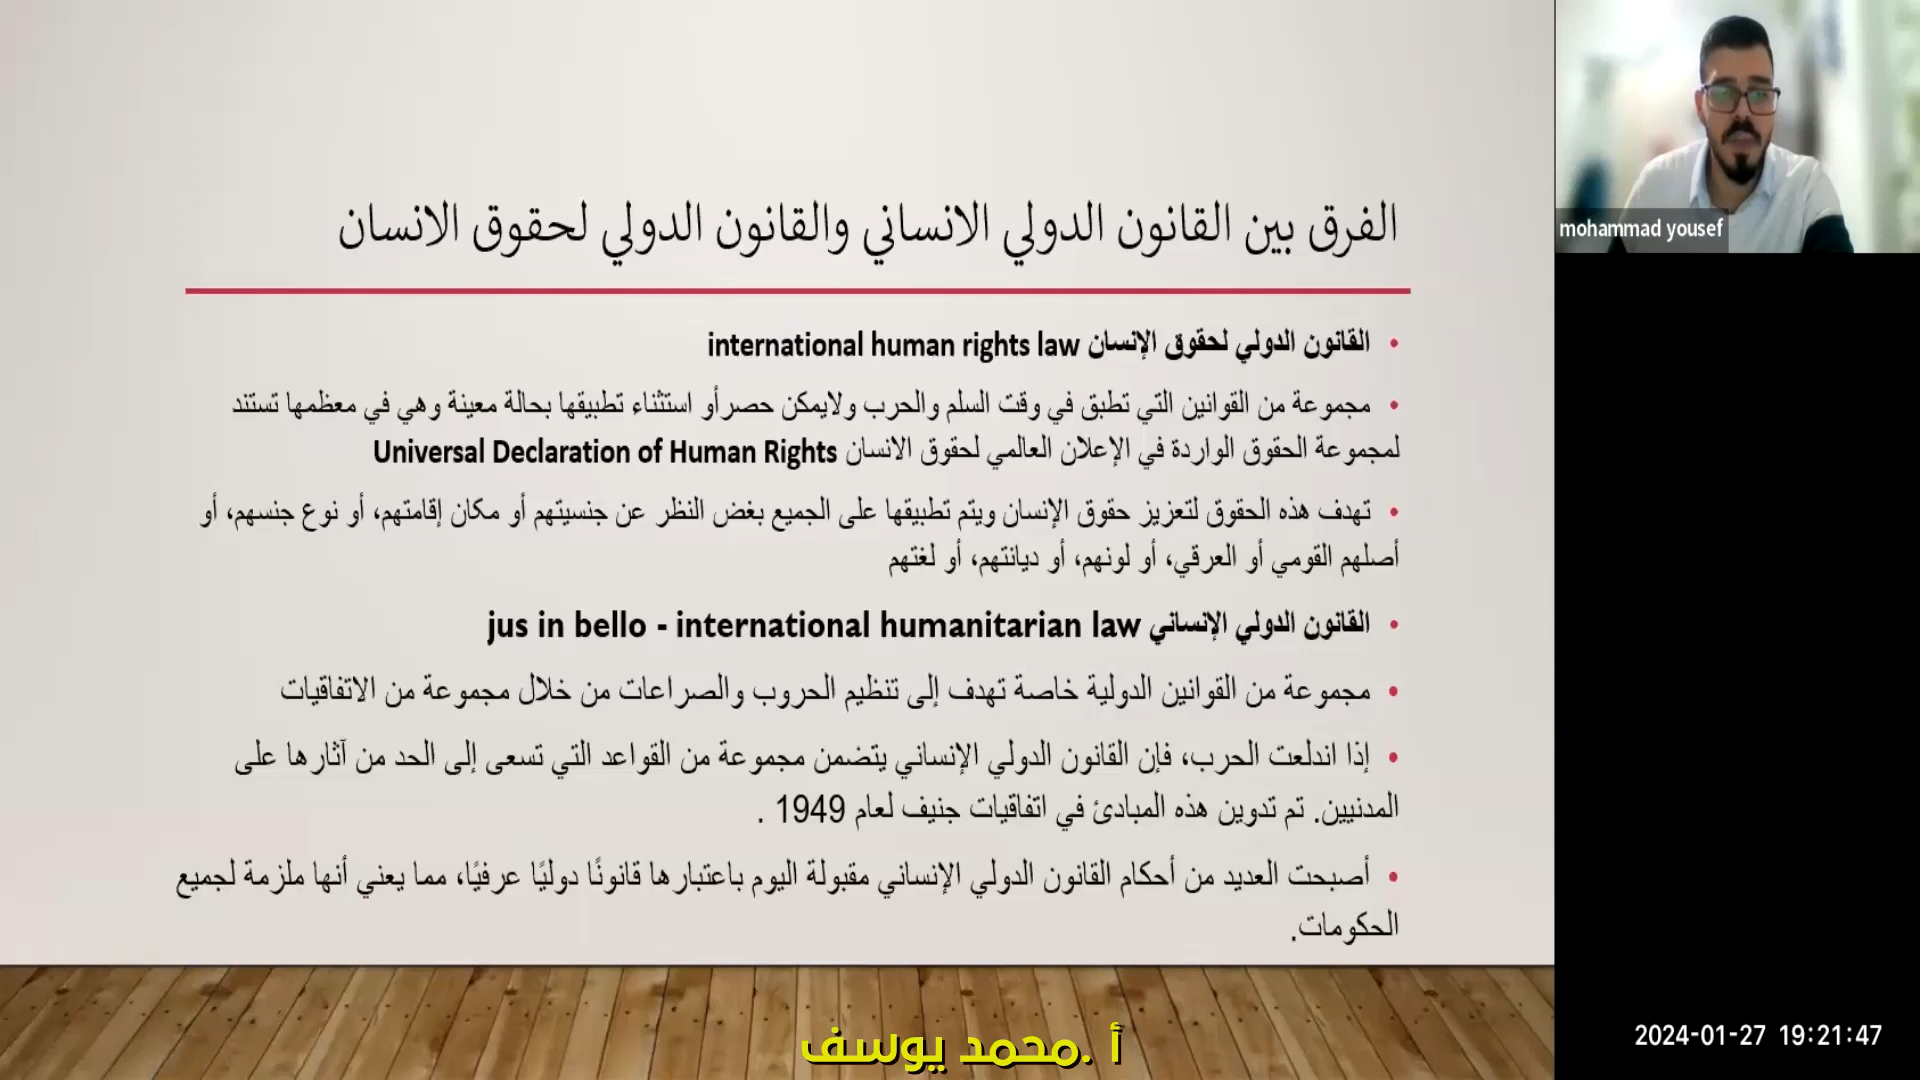 الفرق بين القانون الدولي الانساني والقانون الدولي لحقوق الانسان
• القانون الدولي لحقوق الإنسان international human rights law
• مجموعة من القوانين التي تطبق في وقت السلم والحرب ولايمكن حصرأو استثناء تطبيقها بحالة معينة وهي في معظمها تستند
لمجموعة الحقوق الواردة في الإعلان العالمي لحقوق الانسان Universal Declaration of Human Rights
• تهدف هذه الحقوق لتعزيز حقوق الإنسان ويتم تطبيقها على الجميع بغض النظر عن جنسيتهم أو مكان إقامتهم، أو نوع جنسهم، أو
أصلهم القومي أو العرقي، أو لونهم، أو ديانتهم، أو لغتهم
• القانون الدولي الإنساني jus in bello - international humanitarian law
• مجموعة من القوانين الدولية خاصة تهدف إلى تنظيم الحروب والصراعات من خلال مجموعة من الاتفاقيات
• إذا اندلعت الحرب، فإن القانون الدولي الإنساني يتضمن مجموعة من القواعد التي تسعى إلى الحد من آثارها على
المدنيين. تم تدوين هذه المبادئ في اتفاقيات جنيف لعام 1949 .
• أصبحت العديد من أحكام القانون الدولي الإنساني مقبولة اليوم باعتبارها قانونًا دوليًا عرفيًا، مما يعني أنها ملزمة لجميع
الحكومات.
أ .محمد يوسف
mohammad yousef
2024-01-27 19:21:47